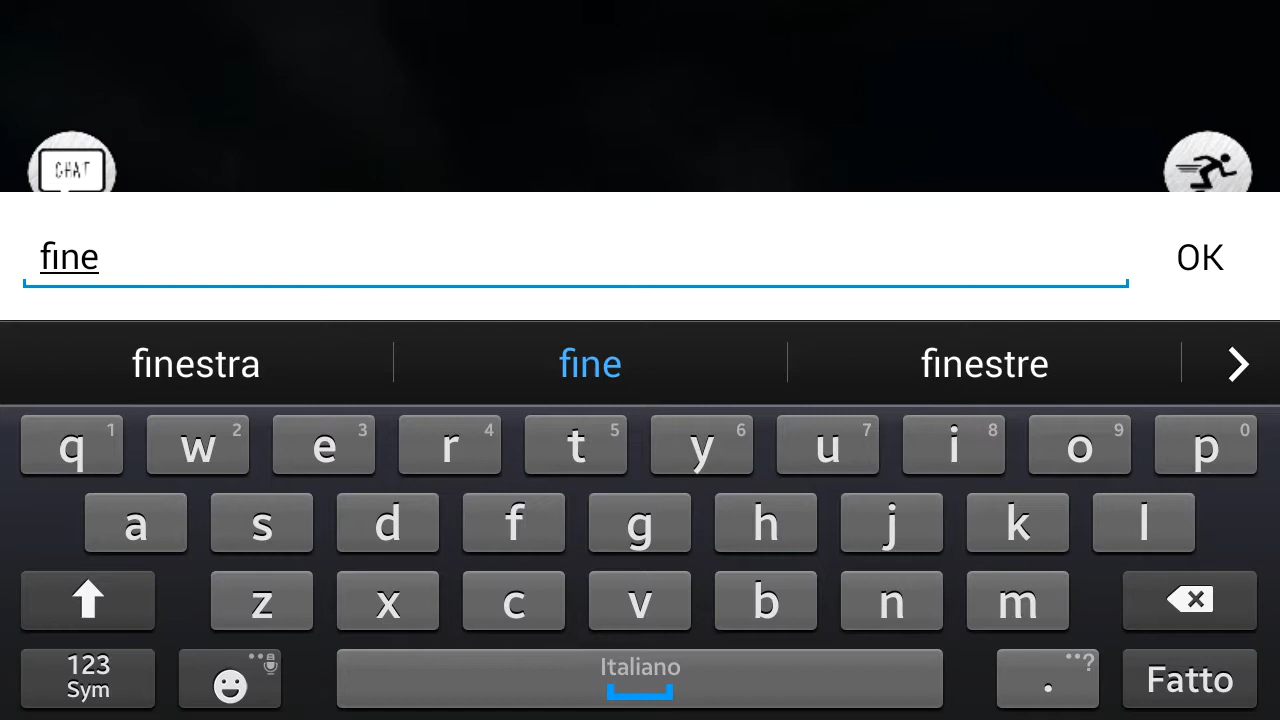 CHAT
fine OK
finestra fine finestre
q 1 w 2 e 3 r 4 t 5 y 6 u 7 i 8 o 9 p 0
a s d f g h j k l
z x c v b n m
123 Italiano ?
Sym . Fatto